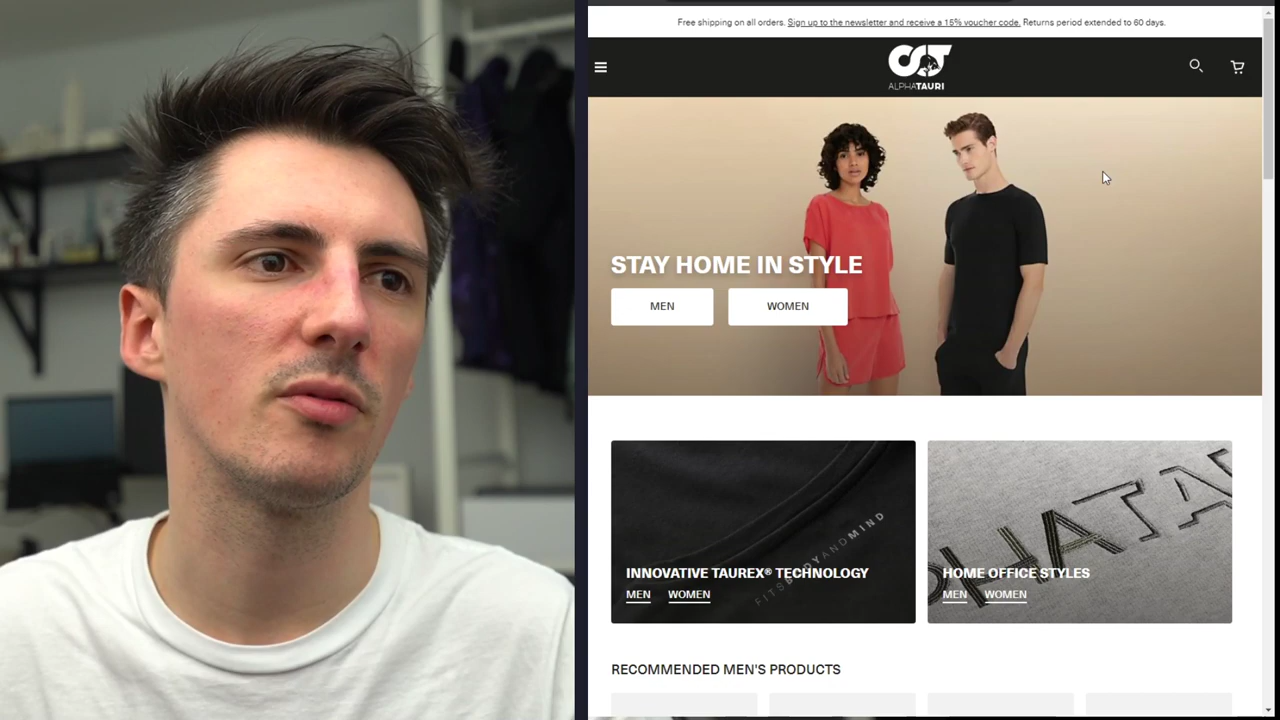 Free shipping on all orders. Sign up to the newsletter and receive a 15% voucher code. Returns period extended to 60 days.
ALPHATAURI
STAY HOME IN STYLE
MEN WOMEN
FITSBODYANDMIND
PHATA
INNOVATIVE TAUREX® TECHNOLOGY
MEN WOMEN
HOME OFFICE STYLES
MEN WOMEN
RECOMMENDED MEN'S PRODUCTS